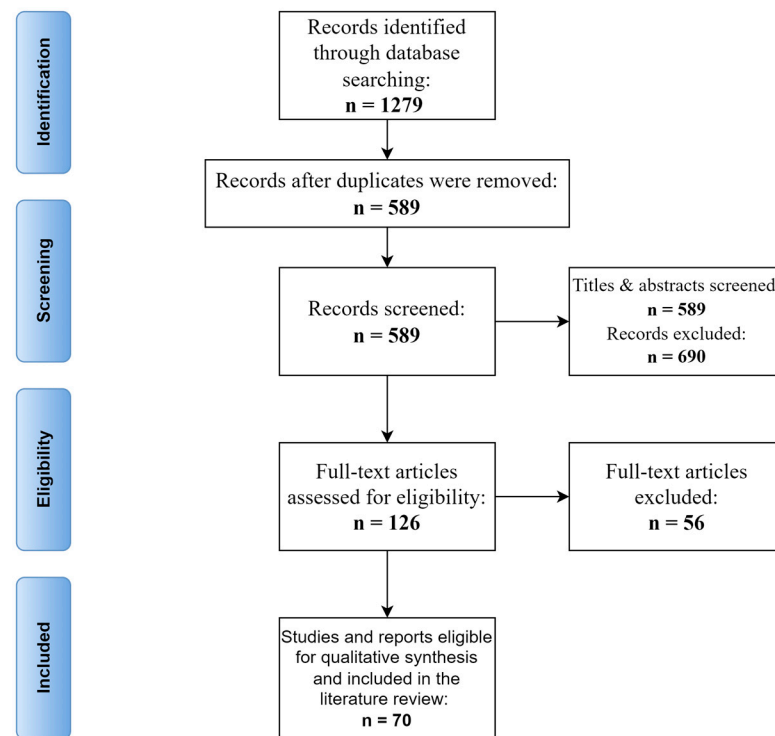 Identification
Records identified
through database
searching:
n = 1279
Records after duplicates were removed:
n = 589
Screening
Records screened:
n = 589
Titles & abstracts screened
n = 589
Records excluded:
n = 690
Eligibility
Full-text articles
assessed for eligibility:
n = 126
Full-text articles
excluded:
n = 56
Included
Studies and reports eligible
for qualitative synthesis
and included in the
literature review:
n = 70